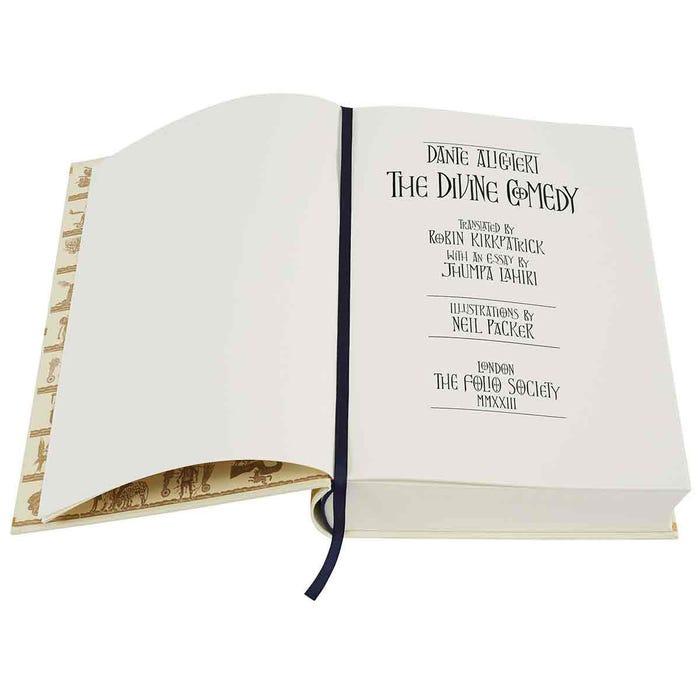 DANTE ALIGHIERI
THE DIVINE COMEDY
TRANSLATED BY
ROBIN KIRKPATRICK
WITH AN ESSAY BY
JHUMPA LAHIRI
ILLUSTRATIONS BY
NEIL PACKER
LONDON
THE FOLIO SOCIETY
MMXXIII